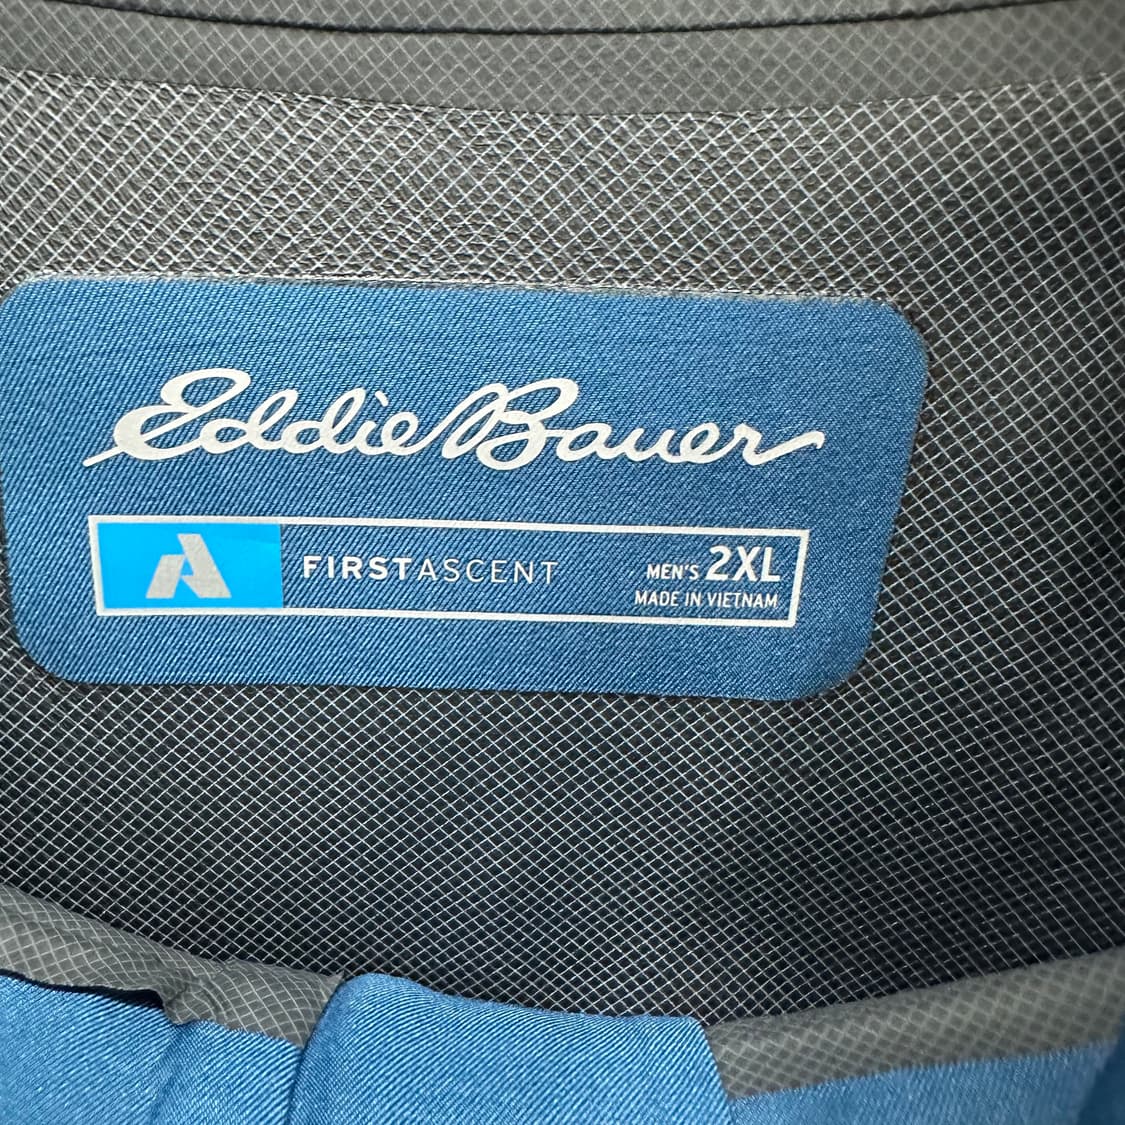 Eddie Bauer
FIRSTASCENT
MEN'S 2XL
MADE IN VIETNAM